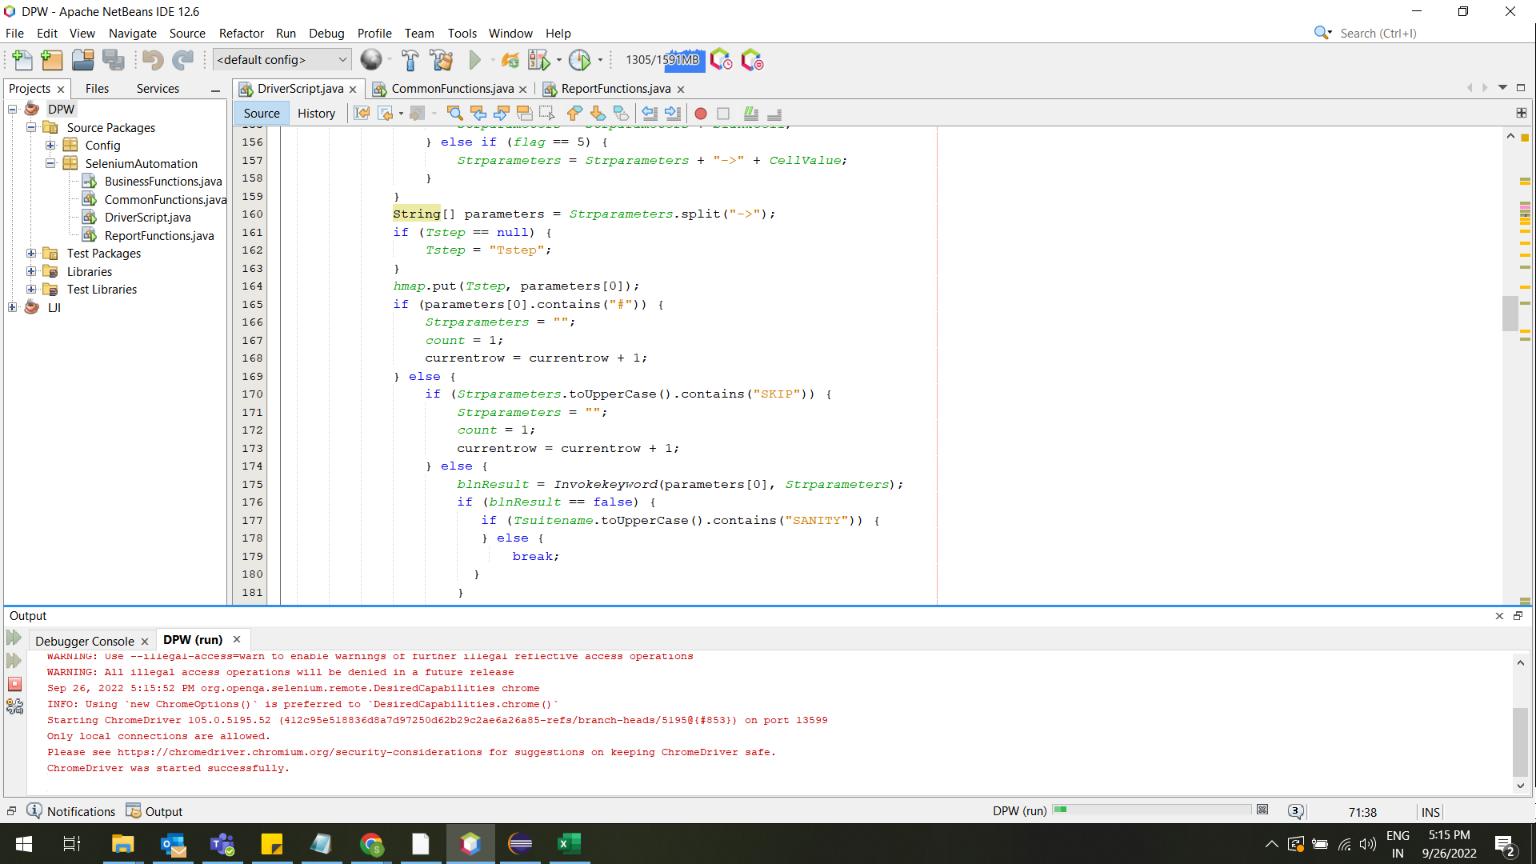 DPW - Apache NetBeans IDE 12.6
File Edit View Navigate Source Refactor Run Debug Profile Team Tools Window Help
Search (Ctrl+I)
<default config>
1305/1591MB
Projects Files Services
DriverScript.java CommonFunctions.java ReportFunctions.java
Source History
DPW
Source Packages
Config
SeleniumAutomation
BusinessFunctions.java
CommonFunctions.java
DriverScript.java
ReportFunctions.java
Test Packages
Libraries
Test Libraries
IJI
156 } else if (flag == 5) {
157 Strparameters = Strparameters + "->" + CellValue;
158 }
159 }
160 String[] parameters = Strparameters.split("->");
161 if (Tstep == null) {
162 Tstep = "Tstep";
163 }
164 hmap.put(Tstep, parameters[0]);
165 if (parameters[0].contains("#")) {
166 Strparameters = "";
167 count = 1;
168 currentrow = currentrow + 1;
169 } else {
170 if (Strparameters.toUpperCase().contains("SKIP")) {
171 Strparameters = "";
172 count = 1;
173 currentrow = currentrow + 1;
174 } else {
175 blnResult = Invokekeyword(parameters[0], Strparameters);
176 if (blnResult == false) {
177 if (Tsuitename.toUpperCase().contains("SANITY")) {
178 } else {
179 break;
180 }
181 }
Output
Debugger Console DPW (run)
WARNING: Use --illegal-access=warn to enable warnings of further illegal reflective access operations
WARNING: All illegal access operations will be denied in a future release
Sep 26, 2022 5:15:52 PM org.openqa.selenium.remote.DesiredCapabilities chrome
INFO: Using `new ChromeOptions()` is preferred to `DesiredCapabilities.chrome()`
Starting ChromeDriver 105.0.5195.52 (412c95e518836d8a7d97250d62b29c2ae6a26a85-refs/branch-heads/5195@{#853}) on port 13599
Only local connections are allowed.
Please see https://chromedriver.chromium.org/security-considerations for suggestions on keeping ChromeDriver safe.
ChromeDriver was started successfully.
Notifications Output
DPW (run)
3
71:38
INS
ENG
IN
5:15 PM
9/26/2022
2